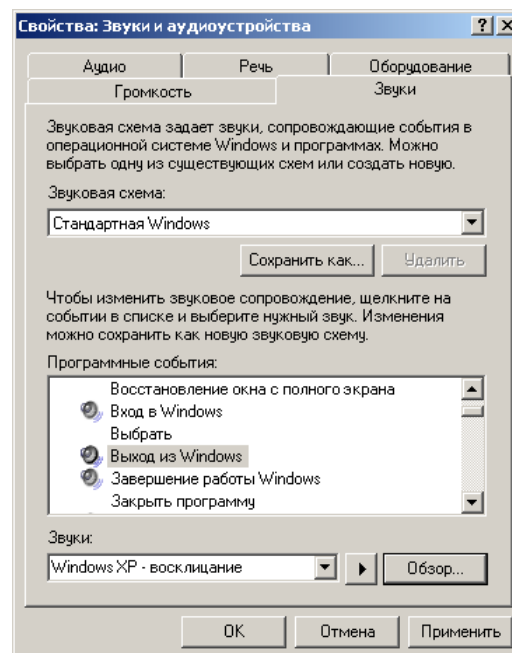 Свойства: Звуки и аудиоустройства
Аудио
Речь
Оборудование
Громкость
Звуки
Звуковая схема задает звуки, сопровождающие события в
операционной системе Windows и программах. Можно
выбрать одну из существующих схем или создать новую.
Звуковая схема:
Стандартная Windows
Сохранить как...
Удалить
Чтобы изменить звуковое сопровождение, щелкните на
событии в списке и выберите нужный звук. Изменения
можно сохранить как новую звуковую схему.
Программные события:
Восстановление окна с полного экрана
Вход в Windows
Выбрать
Выход из Windows
Завершение работы Windows
Закрыть программу
Звуки:
Windows XP - восклицание
Обзор...
OK
Отмена
Применить